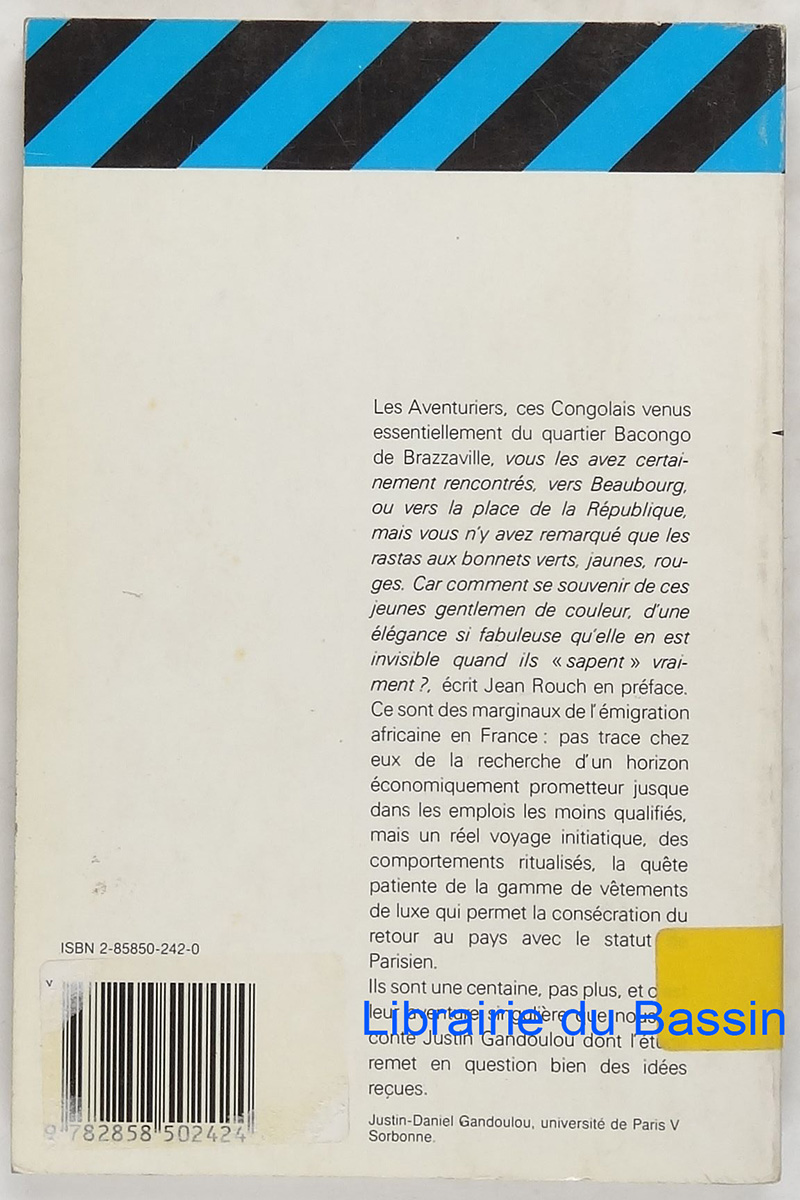 Les Aventuriers, ces Congolais venus
essentiellement du quartier Bacongo
de Brazzaville, vous les avez certai-
nement rencontrés, vers Beaubourg,
ou vers la place de la République,
mais vous n'y avez remarqué que les
rastas aux bonnets verts, jaunes, rou-
ges. Car comment se souvenir de ces
jeunes gentlemen de couleur, d'une
élégance si fabuleuse qu'elle en est
invisible quand ils « sapent » vrai-
ment ?, écrit Jean Rouch en préface.
Ce sont des marginaux de l'émigration
africaine en France : pas trace chez
eux de la recherche d'un horizon
économiquement prometteur jusque
dans les emplois les moins qualifiés,
mais un réel voyage initiatique, des
comportements ritualisés, la quête
patiente de la gamme de vêtements
de luxe qui permet la consécration du
retour au pays avec le statut
Parisien.
Ils sont une centaine, pas plus, et
leur aventure singulière que nous
conte Justin Gandoulou dont
remet en question bien des idées
reçues.
Justin-Daniel Gandoulou, université de Paris V
Sorbonne.
ISBN 2-85850-242-0
v
9 782858 502424
Librairie du Bassin